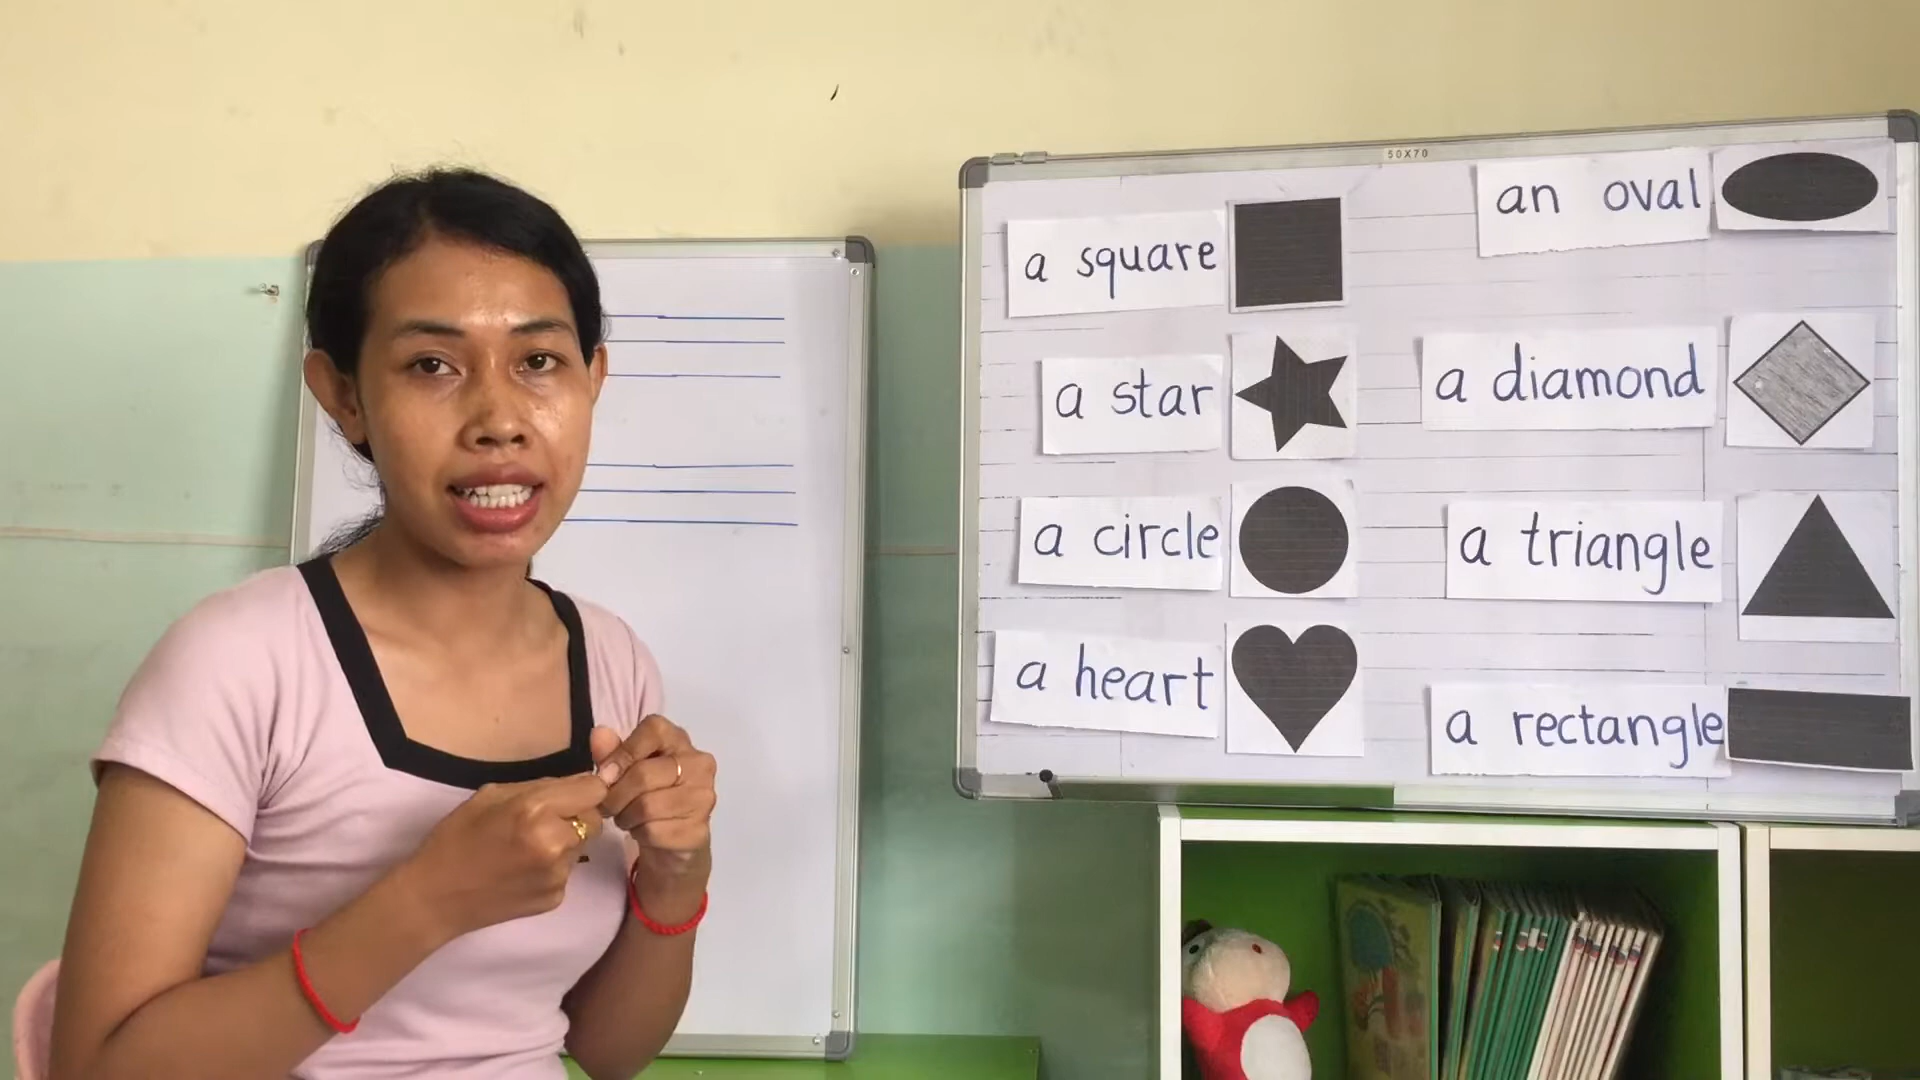 50X70
a square
a star
a circle
a heart
an oval
a diamond
a triangle
a rectangle